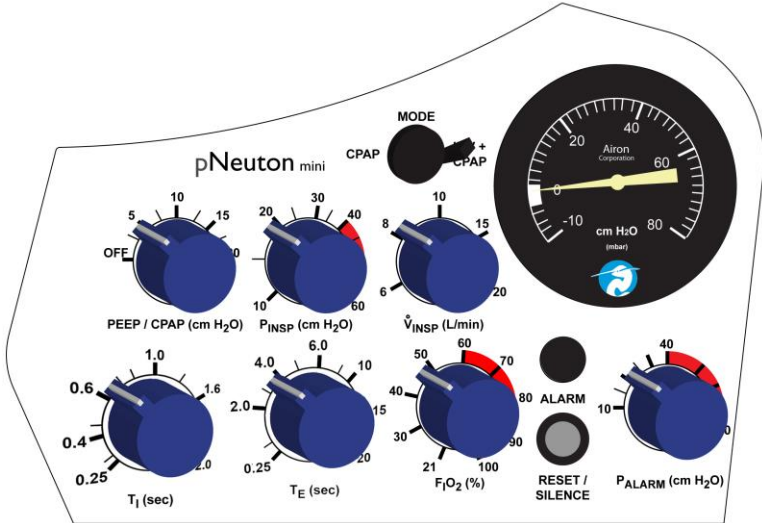 MODE
CPAP
+
CPAP
pNeuton mini
Airon
Corporation
-10
0
20
40
60
80
cm H₂O
(mbar)
OFF
5
10
15
PEEP / CPAP (cm H₂O)
10
20
30
40
60
PINSP (cm H₂O)
6
8
10
15
20
V̊INSP (L/min)
0.25
0.4
0.6
1.0
1.6
2.0
TI (sec)
0.25
2.0
4.0
6.0
10
15
20
TE (sec)
21
30
40
50
60
70
80
90
100
FIO₂ (%)
ALARM
RESET /
SILENCE
10
40
PALARM (cm H₂O)